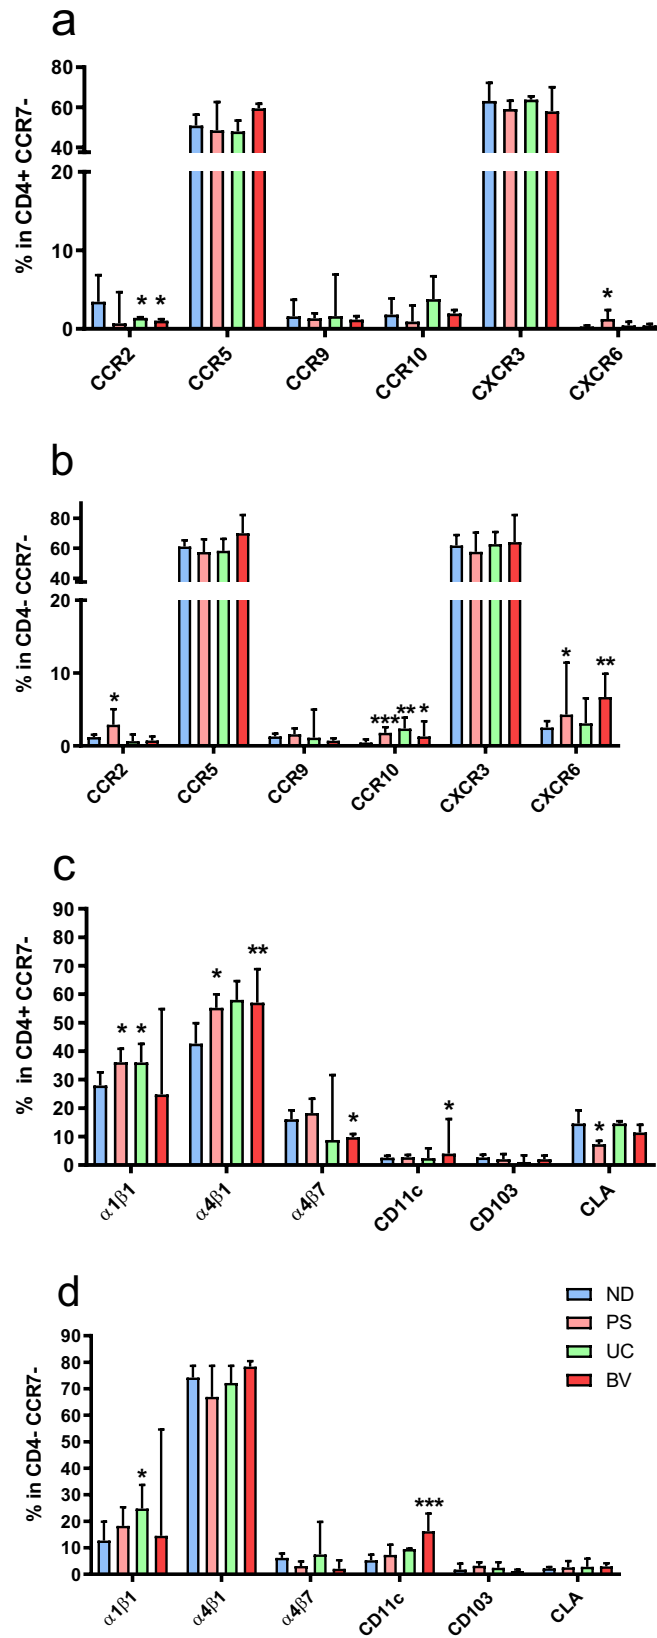 a
% in CD4+ CCR7-
80
60
40
20
10
0
* * *
CCR2 CCR5 CCR9 CCR10 CXCR3 CXCR6
b
% in CD4- CCR7-
80
60
40
20
10
0
* *** ** * * **
CCR2 CCR5 CCR9 CCR10 CXCR3 CXCR6
c
% in CD4+ CCR7-
90
80
70
60
50
40
30
20
10
0
* * * ** * * *
α1β1 α4β1 α4β7 CD11c CD103 CLA
d
ND
PS
UC
BV
% in CD4- CCR7-
90
80
70
60
50
40
30
20
10
0
* ***
α1β1 α4β1 α4β7 CD11c CD103 CLA